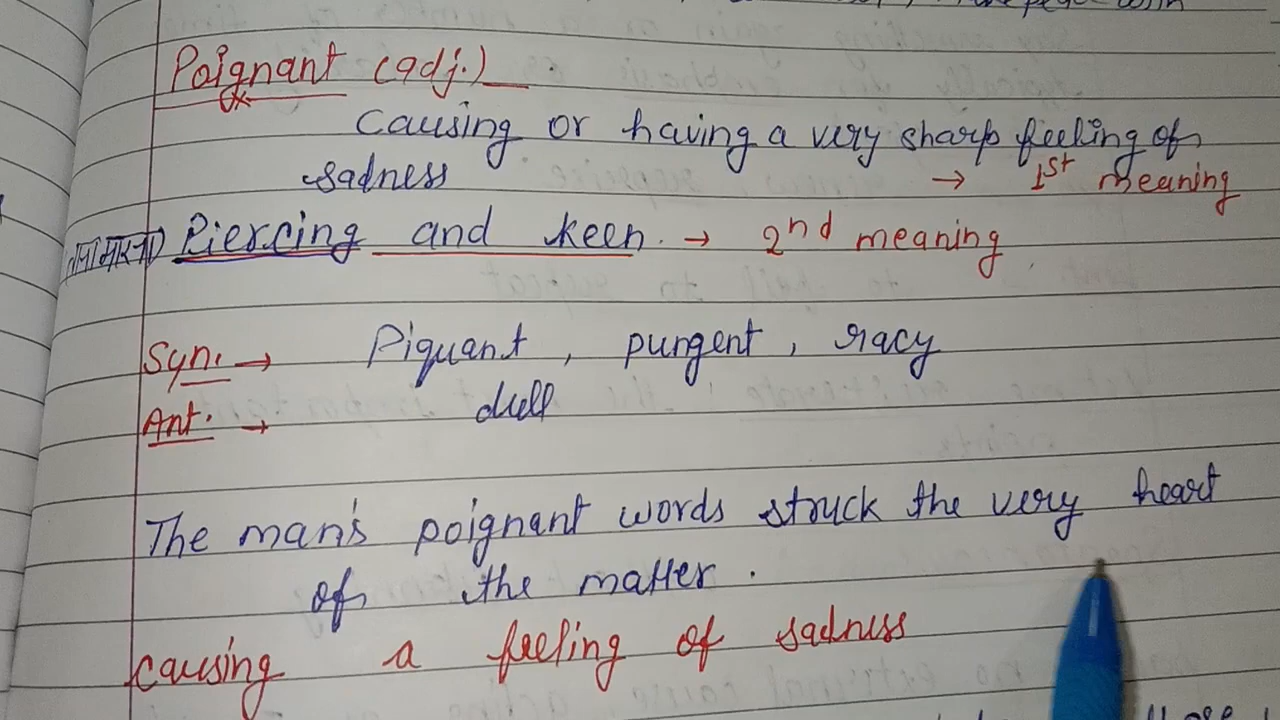 Poignant (adj.)
causing or having a very sharp feeling of
sadness → 1st meaning
Piercing and keen. → 2nd meaning
Syn. → Piquant, pungent, racy
Ant. → dull
The man's poignant words struck the very heart
of the matter.
causing a feeling of sadness